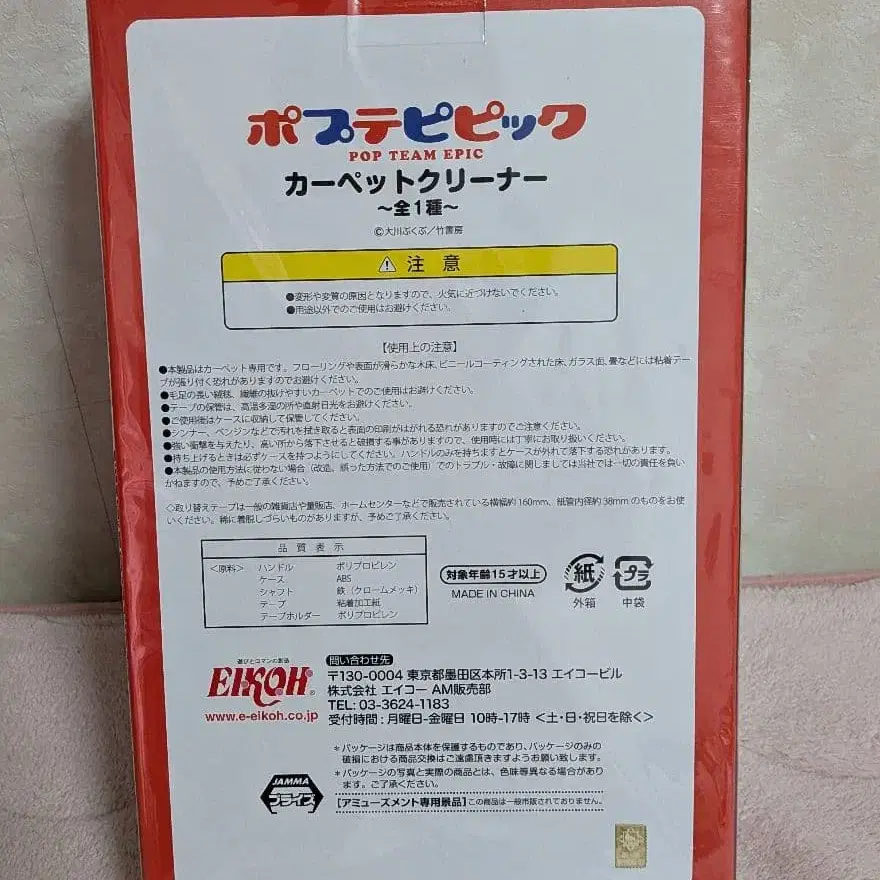 ポプテピピック
POP TEAM EPIC
カーペットクリーナー
～全1種～
©大川ぶくぶ／竹書房
⚠ 注意
●変形や変質の原因となりますので、火気に近づけないでください。
●用途以外でのご使用はお避けください。
【使用上の注意】
●本製品はカーペット専用です。フローリングや表面が滑らかな木床、ビニールコーティングされた床、ガラス面、畳などには粘着テー
プが張り付く恐れがありますのでお避けください。
●毛足の長い絨毯、繊維の抜けやすいカーペットでのご使用はお避けください。
●テープの保管は、高温多湿の所や直射日光をお避けください。
●ご使用後はケースに収納して保管してください。
●シンナー、ベンジンなどで汚れを拭き取ると表面の印刷がはがれる恐れがありますのでご注意ください。
●強い衝撃を与えたり、高い所から落下させると破損する事がありますので、使用時には丁寧にお取り扱いください。
●持ち上げるときは必ずケースを持つようにしてください。ハンドルのみを持ちますとケースが外れて落下する恐れがあります。
●本製品の使用方法に従わない場合（改造、誤った方法でのご使用）でのトラブル・故障に関しましては当社では一切の責任を負い
かねますので、予めご了承ください。
◇取り替えテープは一般の雑貨店や量販店、ホームセンターなどで販売されている横幅約160mm、紙管内径約38mmのものをお使
いください。稀に着脱しづらいものがありますが、予めご了承ください。
品質表示
＜原料＞ ハンドル ポリプロピレン
ケース ABS
シャフト 鉄（クロームメッキ）
テープ 粘着加工紙
テープホルダー ポリプロピレン
対象年齢15才以上
MADE IN CHINA
紙
外箱
プラ
中袋
遊びとロマンの創造
EIKOH®
www.e-eikoh.co.jp
問い合わせ先
〒130-0004 東京都墨田区本所1-3-13 エイコービル
株式会社 エイコー AM販売部
TEL: 03-3624-1183
受付時間：月曜日-金曜日 10時-17時 ＜土・日・祝日を除く＞
＊パッケージは商品本体を保護するものであり、パッケージのみの
破損における商品交換はご遠慮頂きますようお願い致します。
＊パッケージの写真と実際の商品とは、色味等異なる場合があり
ます。ご了承ください。
JAMMA
プライズ
【アミューズメント専用景品】この商品は一般市販されておりません。